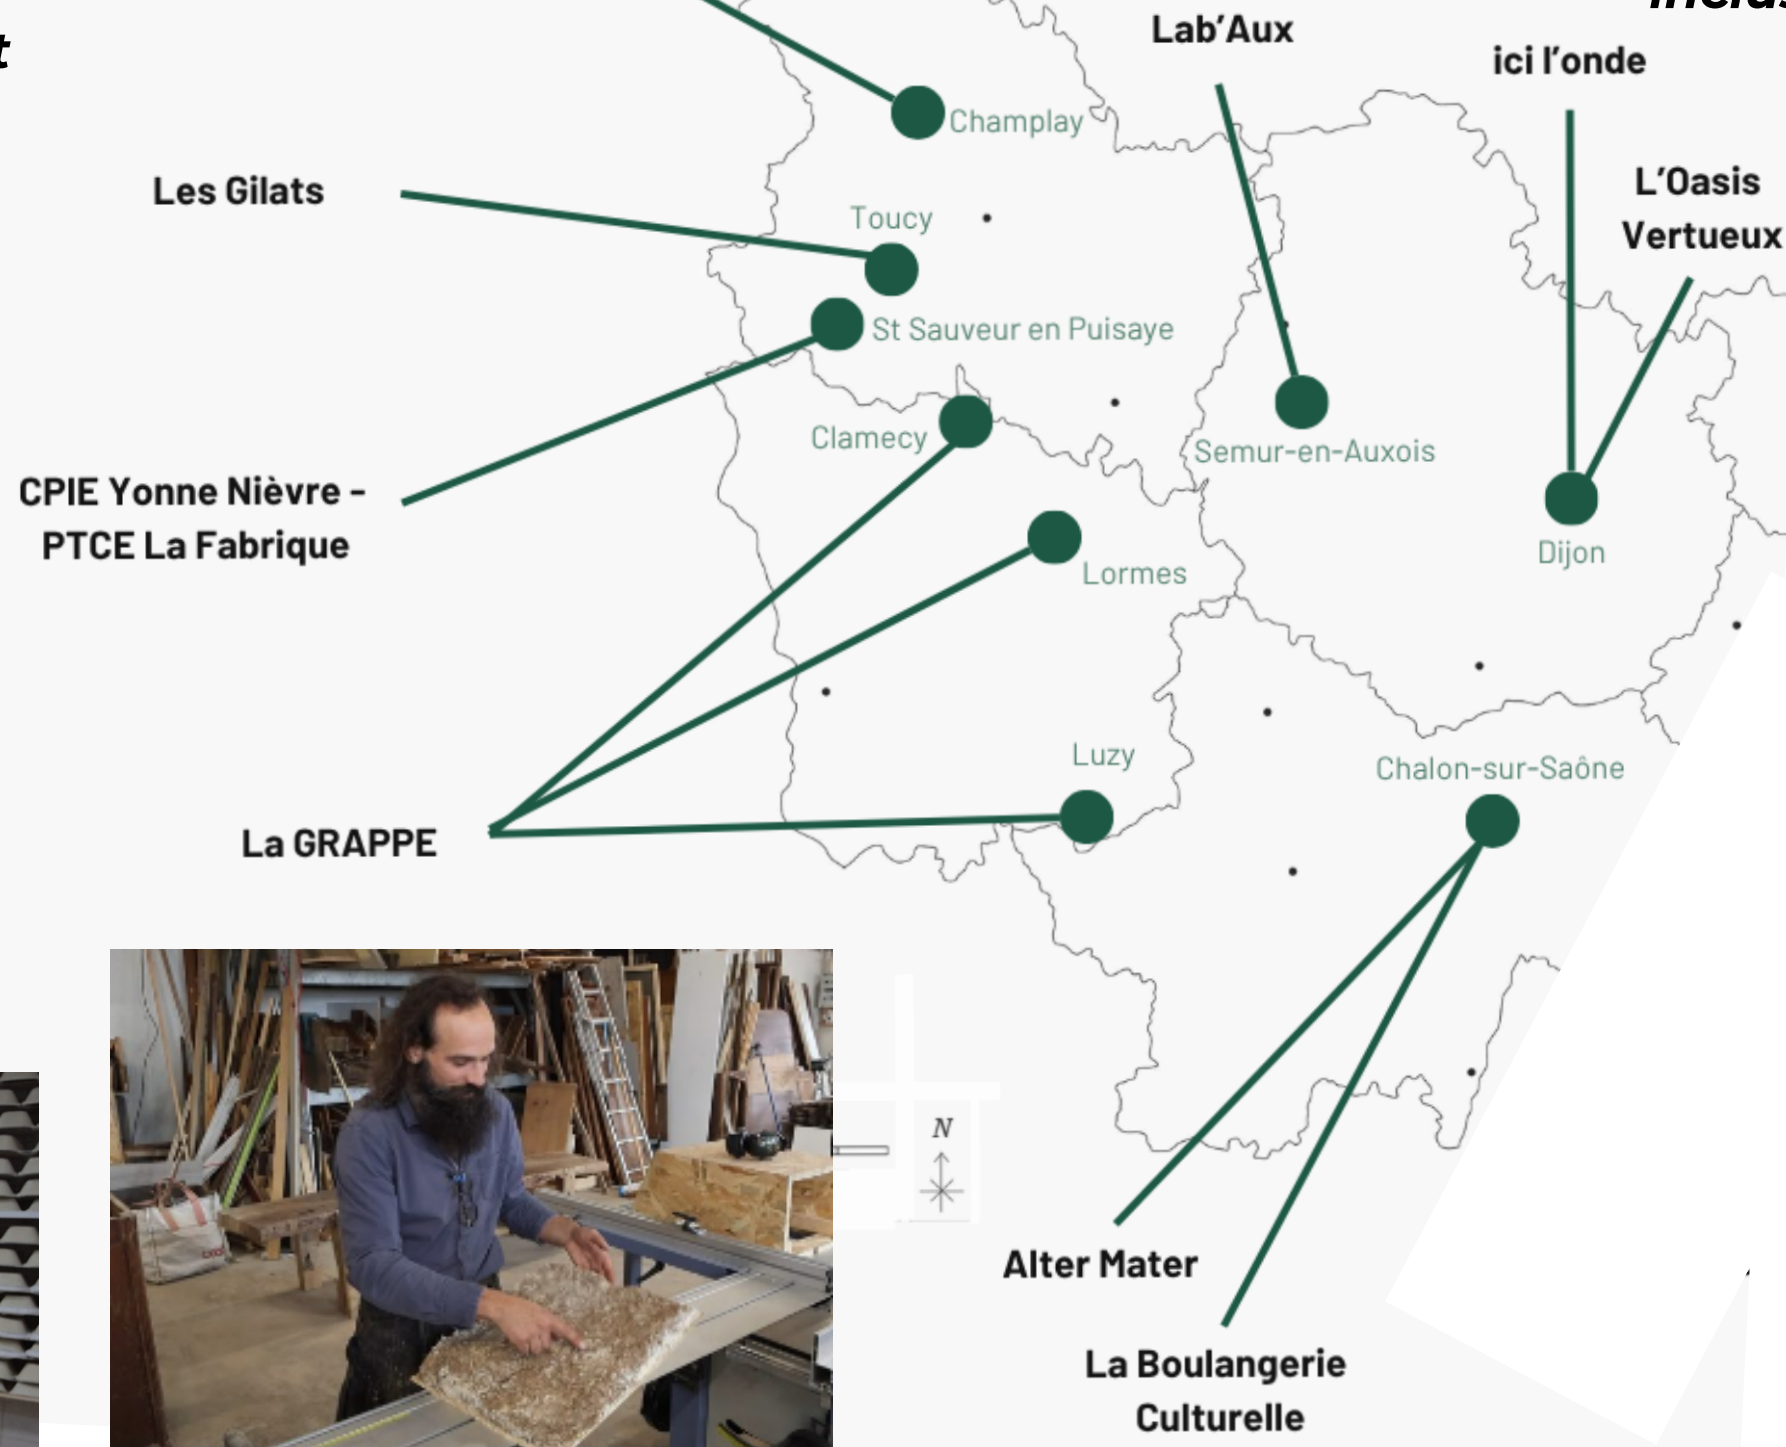 Lab'Aux
ici l'onde
Champlay
Les Gilats
L'Oasis
Vertueux
Toucy
St Sauveur en Puisaye
Clamecy
Semur-en-Auxois
CPIE Yonne Nièvre -
PTCE La Fabrique
Dijon
Lormes
Luzy
Chalon-sur-Saône
La GRAPPE
N
Alter Mater
La Boulangerie
Culturelle